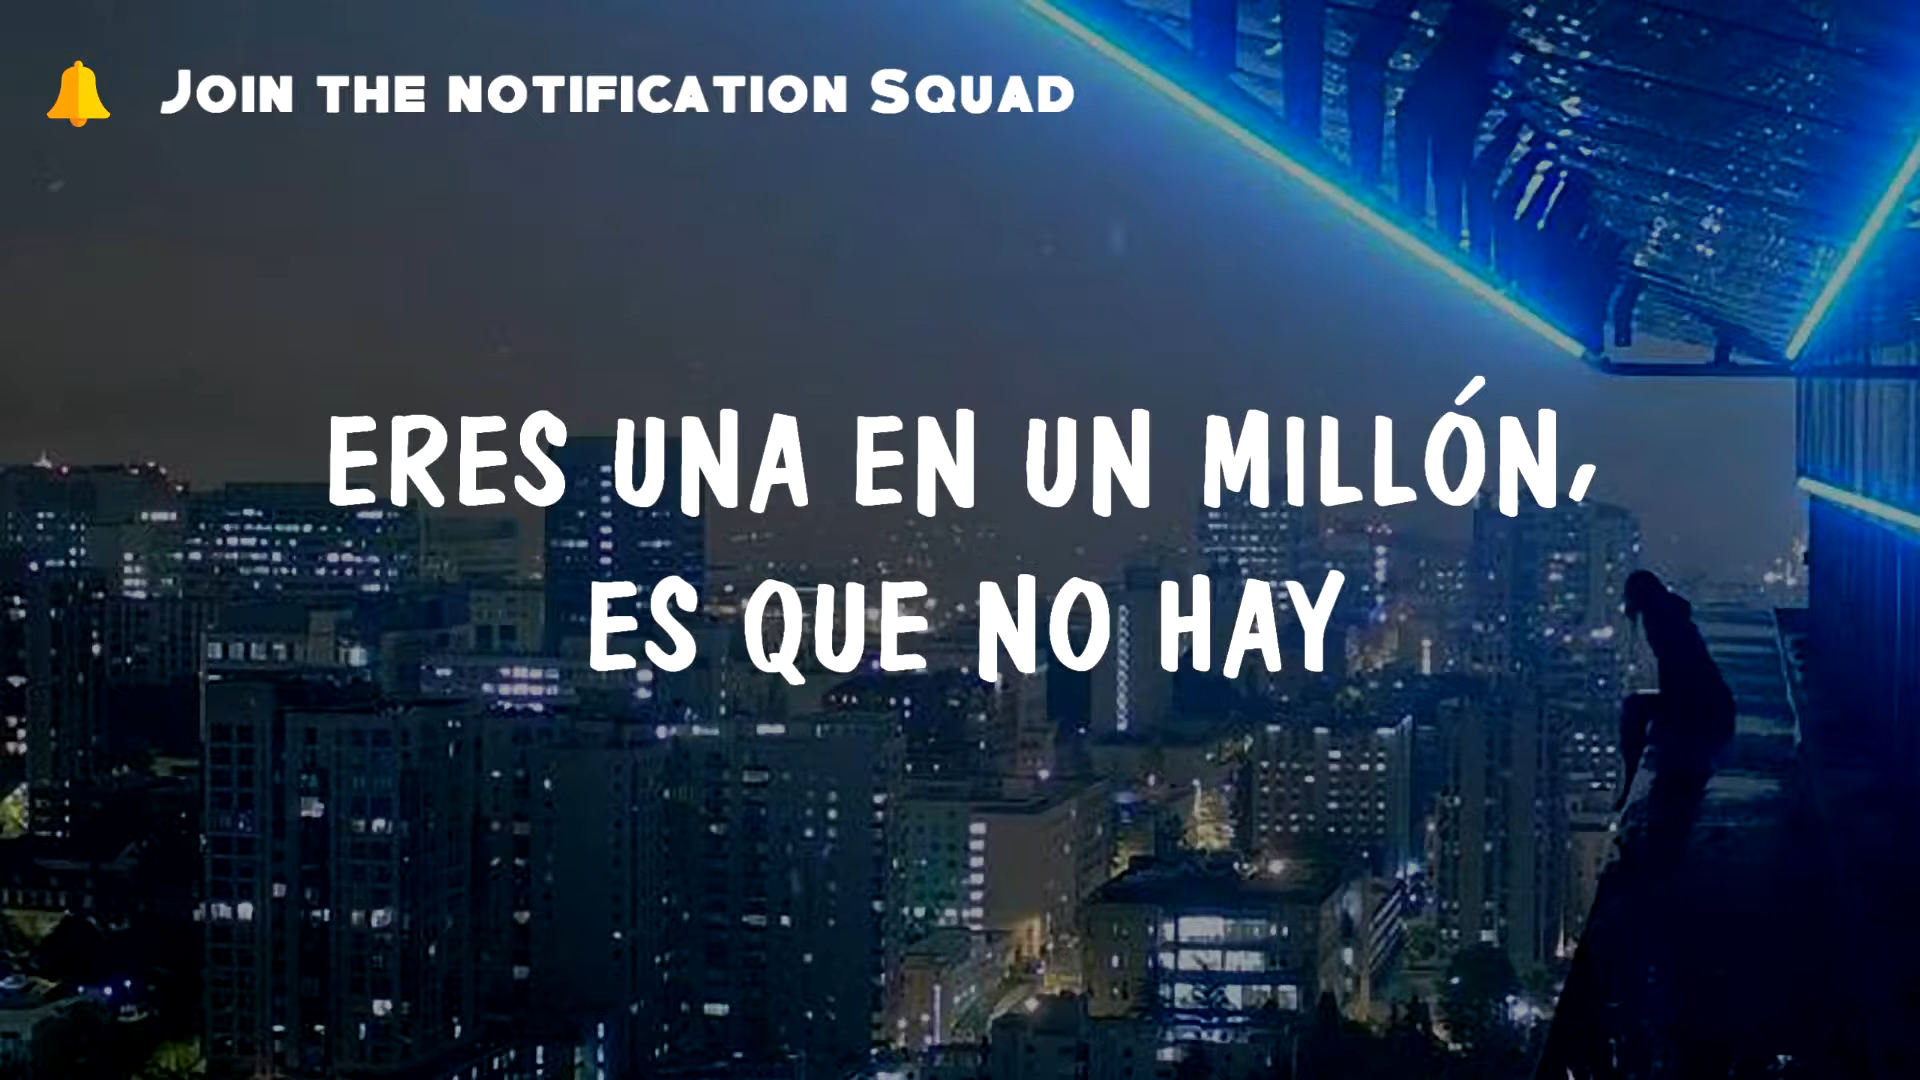 Join the notification Squad
ERES UNA EN UN MILLÓN,
ES QUE NO HAY